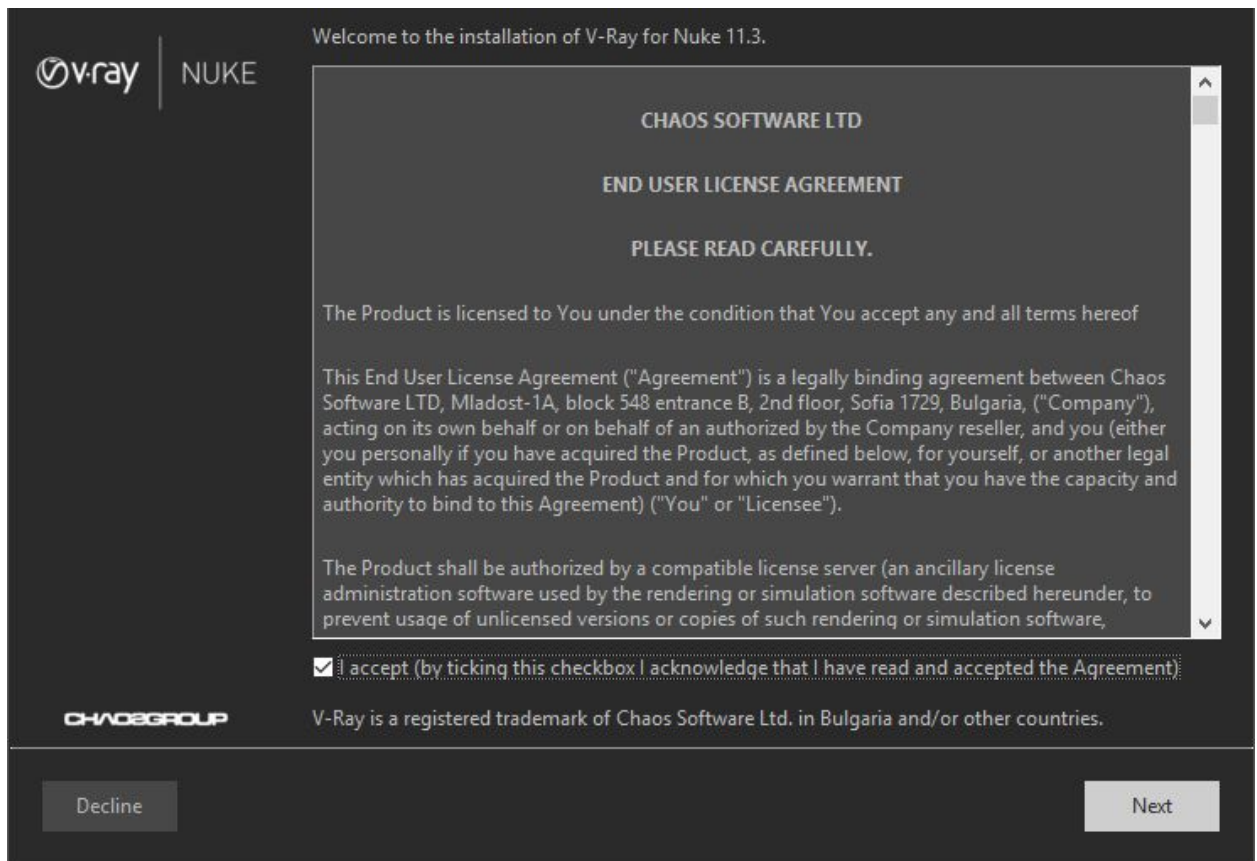 Welcome to the installation of V-Ray for Nuke 11.3.
v·ray | NUKE
CHAOS SOFTWARE LTD
END USER LICENSE AGREEMENT
PLEASE READ CAREFULLY.
The Product is licensed to You under the condition that You accept any and all terms hereof
This End User License Agreement ("Agreement") is a legally binding agreement between Chaos
Software LTD, Mladost-1A, block 548 entrance B, 2nd floor, Sofia 1729, Bulgaria, ("Company"),
acting on its own behalf or on behalf of an authorized by the Company reseller, and you (either
you personally if you have acquired the Product, as defined below, for yourself, or another legal
entity which has acquired the Product and for which you warrant that you have the capacity and
authority to bind to this Agreement) ("You" or "Licensee").
The Product shall be authorized by a compatible license server (an ancillary license
administration software used by the rendering or simulation software described hereunder, to
prevent usage of unlicensed versions or copies of such rendering or simulation software,
I accept (by ticking this checkbox I acknowledge that I have read and accepted the Agreement)
CHAOSGROUP
V-Ray is a registered trademark of Chaos Software Ltd. in Bulgaria and/or other countries.
Decline
Next